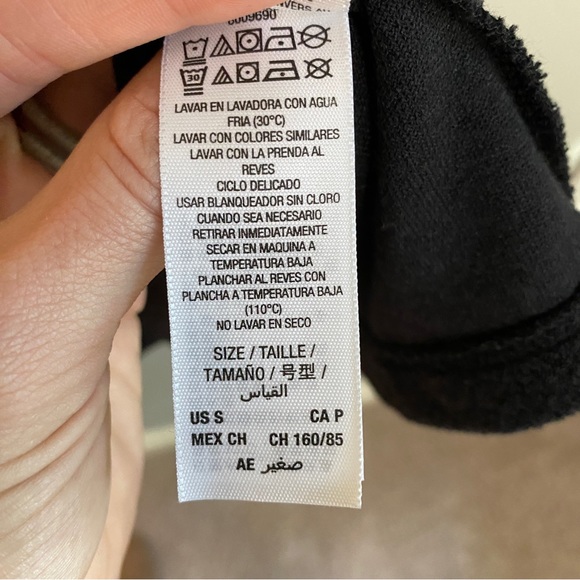 0009690
30
LAVAR EN LAVADORA CON AGUA
FRIA (30ºC)
LAVAR CON COLORES SIMILARES
LAVAR CON LA PRENDA AL
REVES
CICLO DELICADO
USAR BLANQUEADOR SIN CLORO
CUANDO SEA NECESARIO
RETIRAR INMEDIATAMENTE
SECAR EN MAQUINA A
TEMPERATURA BAJA
PLANCHAR AL REVES CON
PLANCHA A TEMPERATURA BAJA
(110ºC)
NO LAVAR EN SECO
SIZE / TAILLE /
TAMAÑO / 号型 /
القياس
US S CA P
MEX CH CH 160/85
AE صغير